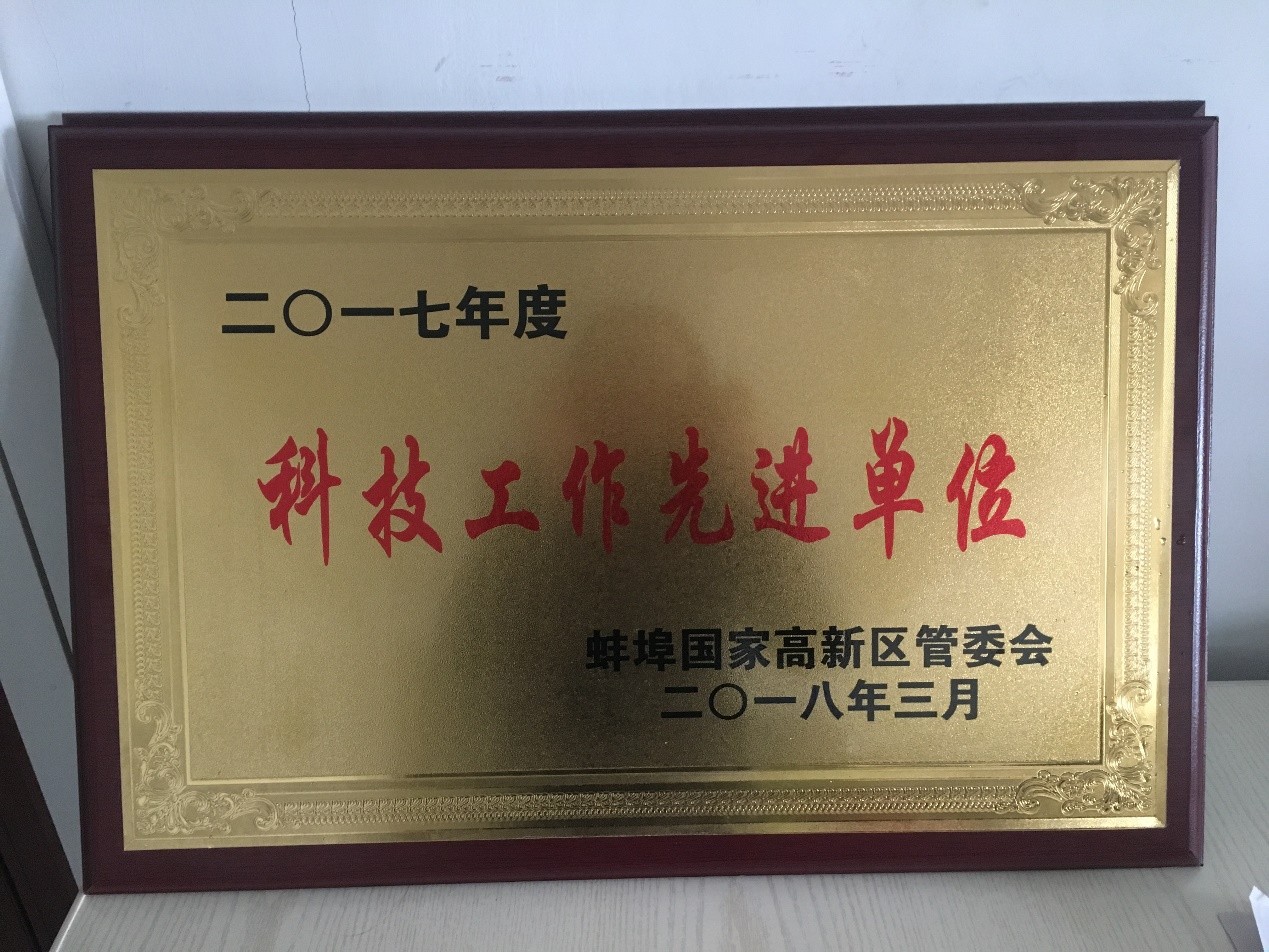 二〇一七年度
科技工作先进单位
蚌埠国家高新区管委会
二〇一八年三月